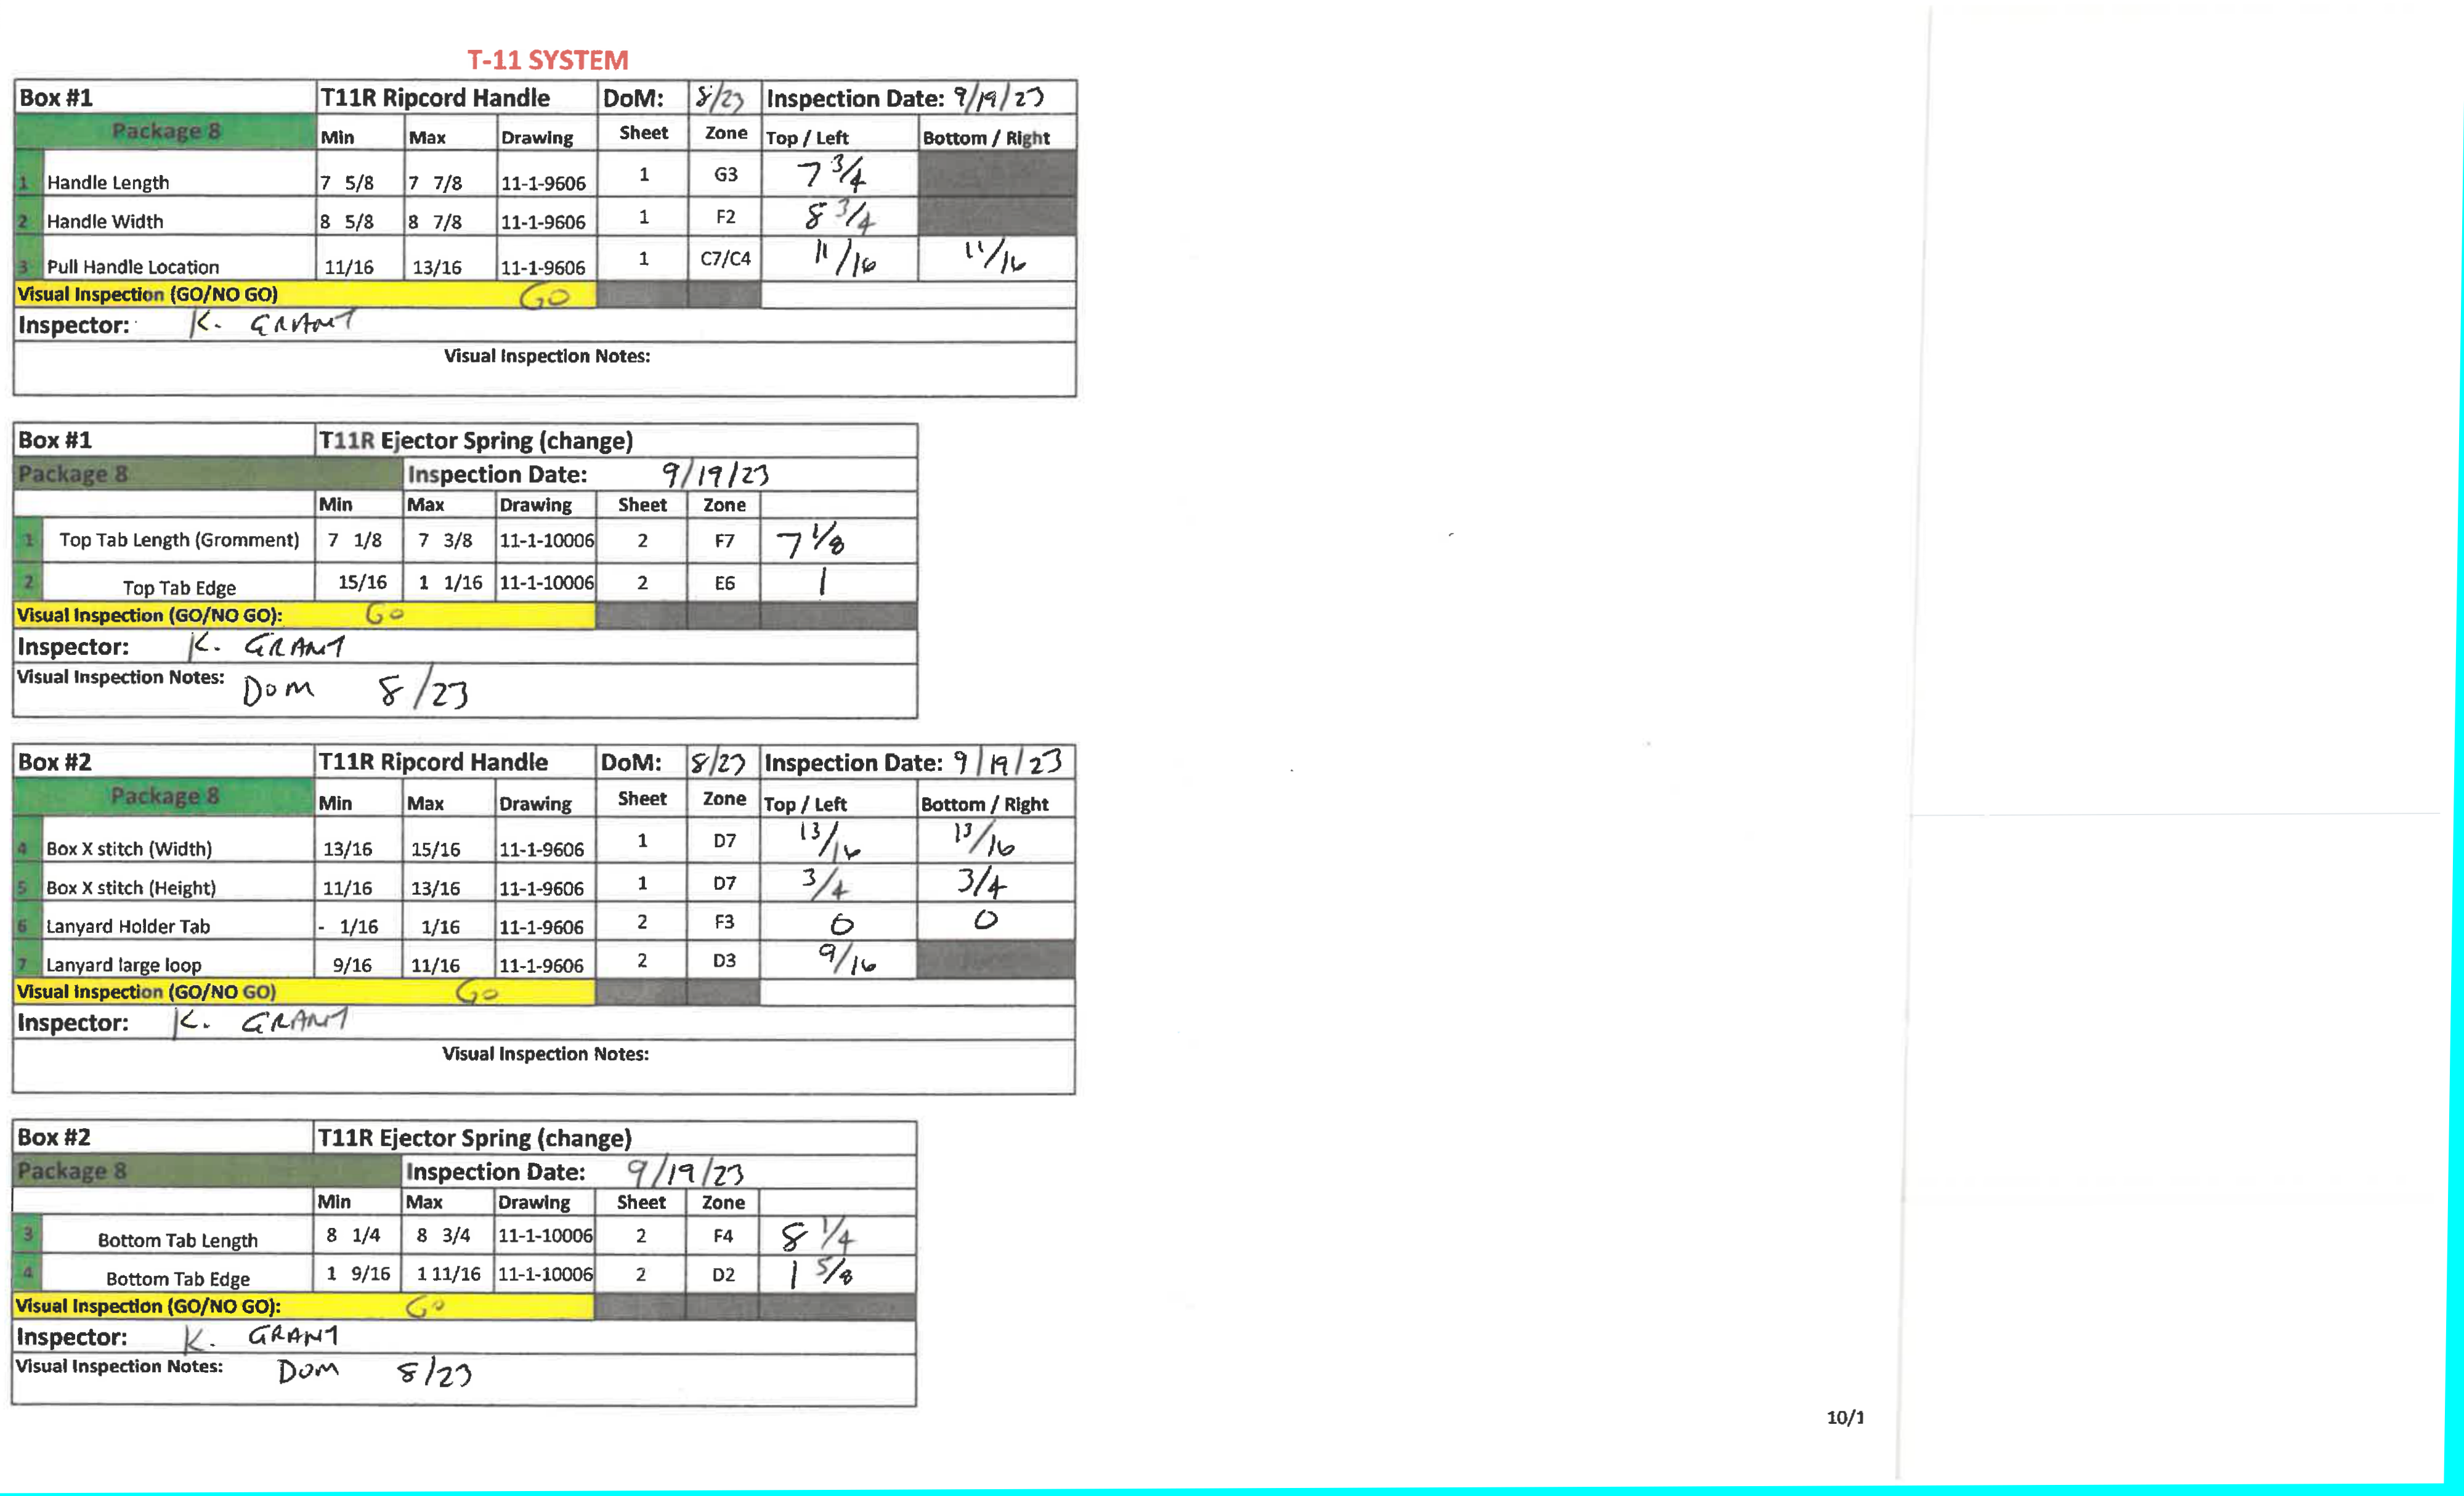 T-11 SYSTEM
Box #1 T11R Ripcord Handle DoM: 8/23 Inspection Date: 9/19/23
Package 8 Min Max Drawing Sheet Zone Top / Left Bottom / Right
1 Handle Length 7 5/8 7 7/8 11-1-9606 1 G3 7 3/4
2 Handle Width 8 5/8 8 7/8 11-1-9606 1 F2 8 3/4
3 Pull Handle Location 11/16 13/16 11-1-9606 1 C7/C4 11/16 11/16
Visual Inspection (GO/NO GO) GO
Inspector: K. GRANT
Visual Inspection Notes:
Box #1 T11R Ejector Spring (change)
Package 8 Inspection Date: 9/19/23
Min Max Drawing Sheet Zone
1 Top Tab Length (Gromment) 7 1/8 7 3/8 11-1-10006 2 F7 7 1/8
2 Top Tab Edge 15/16 1 1/16 11-1-10006 2 E6 1
Visual Inspection (GO/NO GO): GO
Inspector: K. GRANT
Visual Inspection Notes: DOM 8/23
Box #2 T11R Ripcord Handle DoM: 8/23 Inspection Date: 9/19/23
Package 8 Min Max Drawing Sheet Zone Top / Left Bottom / Right
4 Box X stitch (Width) 13/16 15/16 11-1-9606 1 D7 13/16 13/16
5 Box X stitch (Height) 11/16 13/16 11-1-9606 1 D7 3/4 3/4
6 Lanyard Holder Tab - 1/16 1/16 11-1-9606 2 F3 0 0
7 Lanyard large loop 9/16 11/16 11-1-9606 2 D3 9/16
Visual Inspection (GO/NO GO) GO
Inspector: K. GRANT
Visual Inspection Notes:
Box #2 T11R Ejector Spring (change)
Package 8 Inspection Date: 9/19/23
Min Max Drawing Sheet Zone
3 Bottom Tab Length 8 1/4 8 3/4 11-1-10006 2 F4 8 1/4
4 Bottom Tab Edge 1 9/16 1 11/16 11-1-10006 2 D2 1 5/8
Visual Inspection (GO/NO GO): GO
Inspector: K. GRANT
Visual Inspection Notes: DOM 8/23
10/1